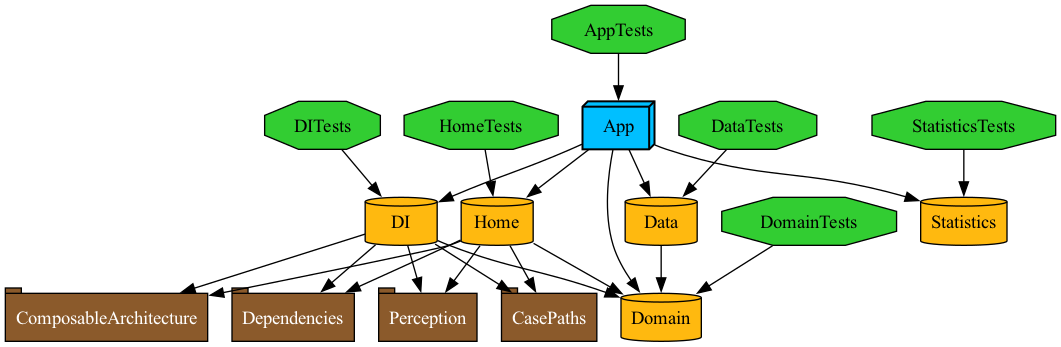 AppTests
DITests
HomeTests
App
DataTests
StatisticsTests
DI
Home
Data
DomainTests
Statistics
ComposableArchitecture
Dependencies
Perception
CasePaths
Domain